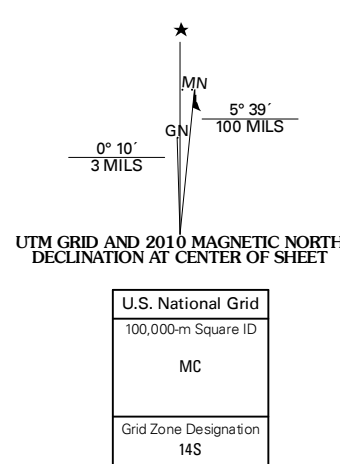 MN
5° 39´
100 MILS
GN
0° 10´
3 MILS
UTM GRID AND 2010 MAGNETIC NORTH
DECLINATION AT CENTER OF SHEET
U.S. National Grid
100,000-m Square ID
MC
Grid Zone Designation
14S